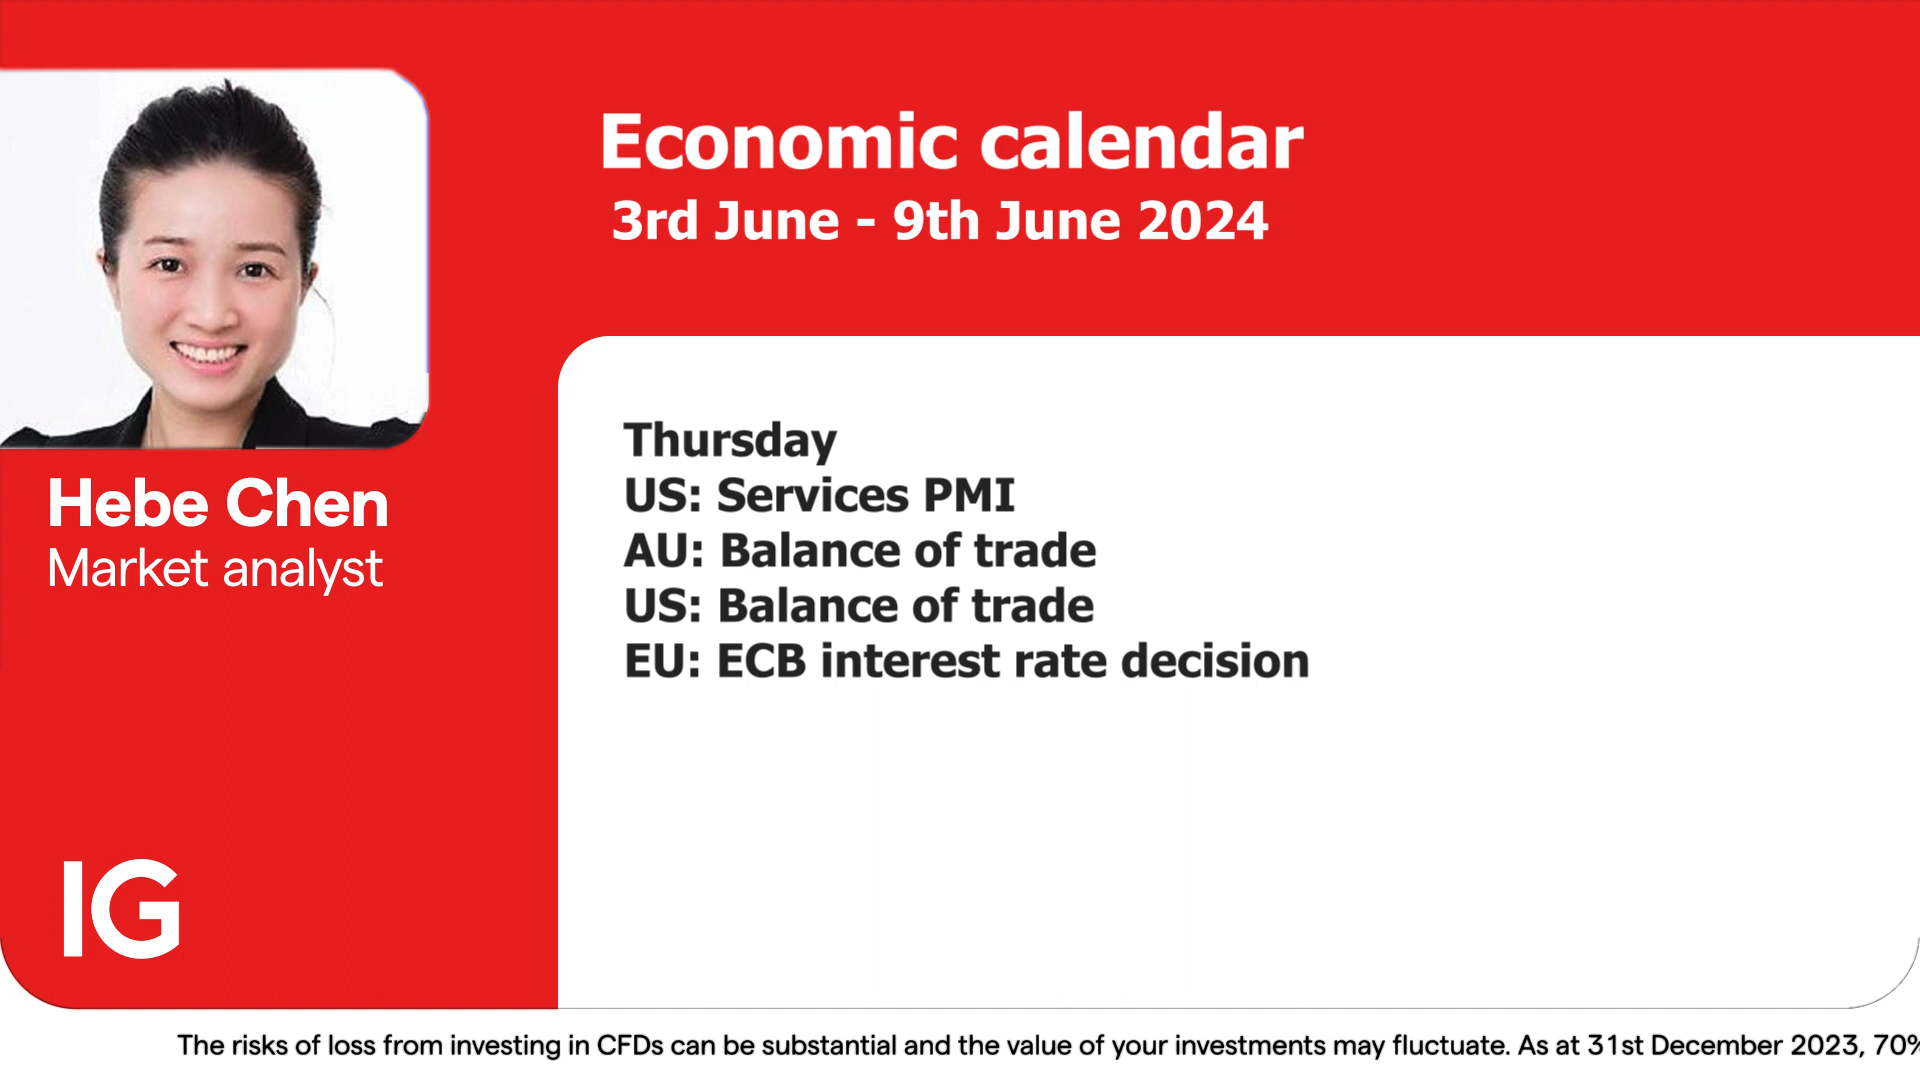 Economic calendar
3rd June - 9th June 2024
Hebe Chen
Market analyst
Thursday
US: Services PMI
AU: Balance of trade
US: Balance of trade
EU: ECB interest rate decision
IG
The risks of loss from investing in CFDs can be substantial and the value of your investments may fluctuate. As at 31st December 2023, 70%